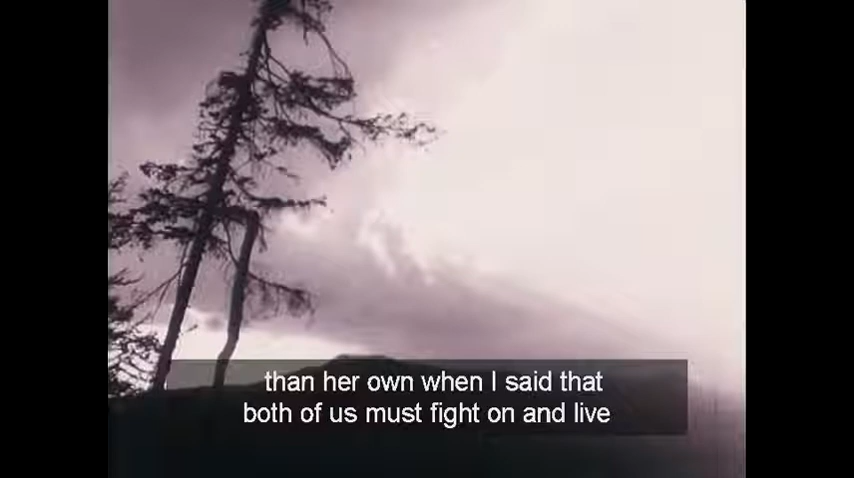 than her own when I said that
both of us must fight on and live